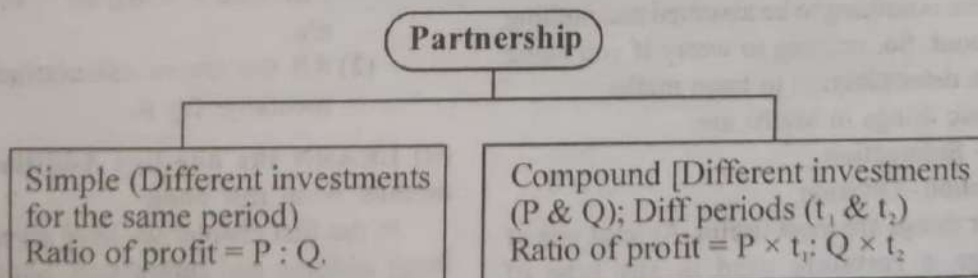 Partnership
Simple (Different investments
for the same period)
Ratio of profit = P : Q.
Compound [Different investments
(P & Q); Diff periods (t₁ & t₂)
Ratio of profit = P × t₁: Q × t₂